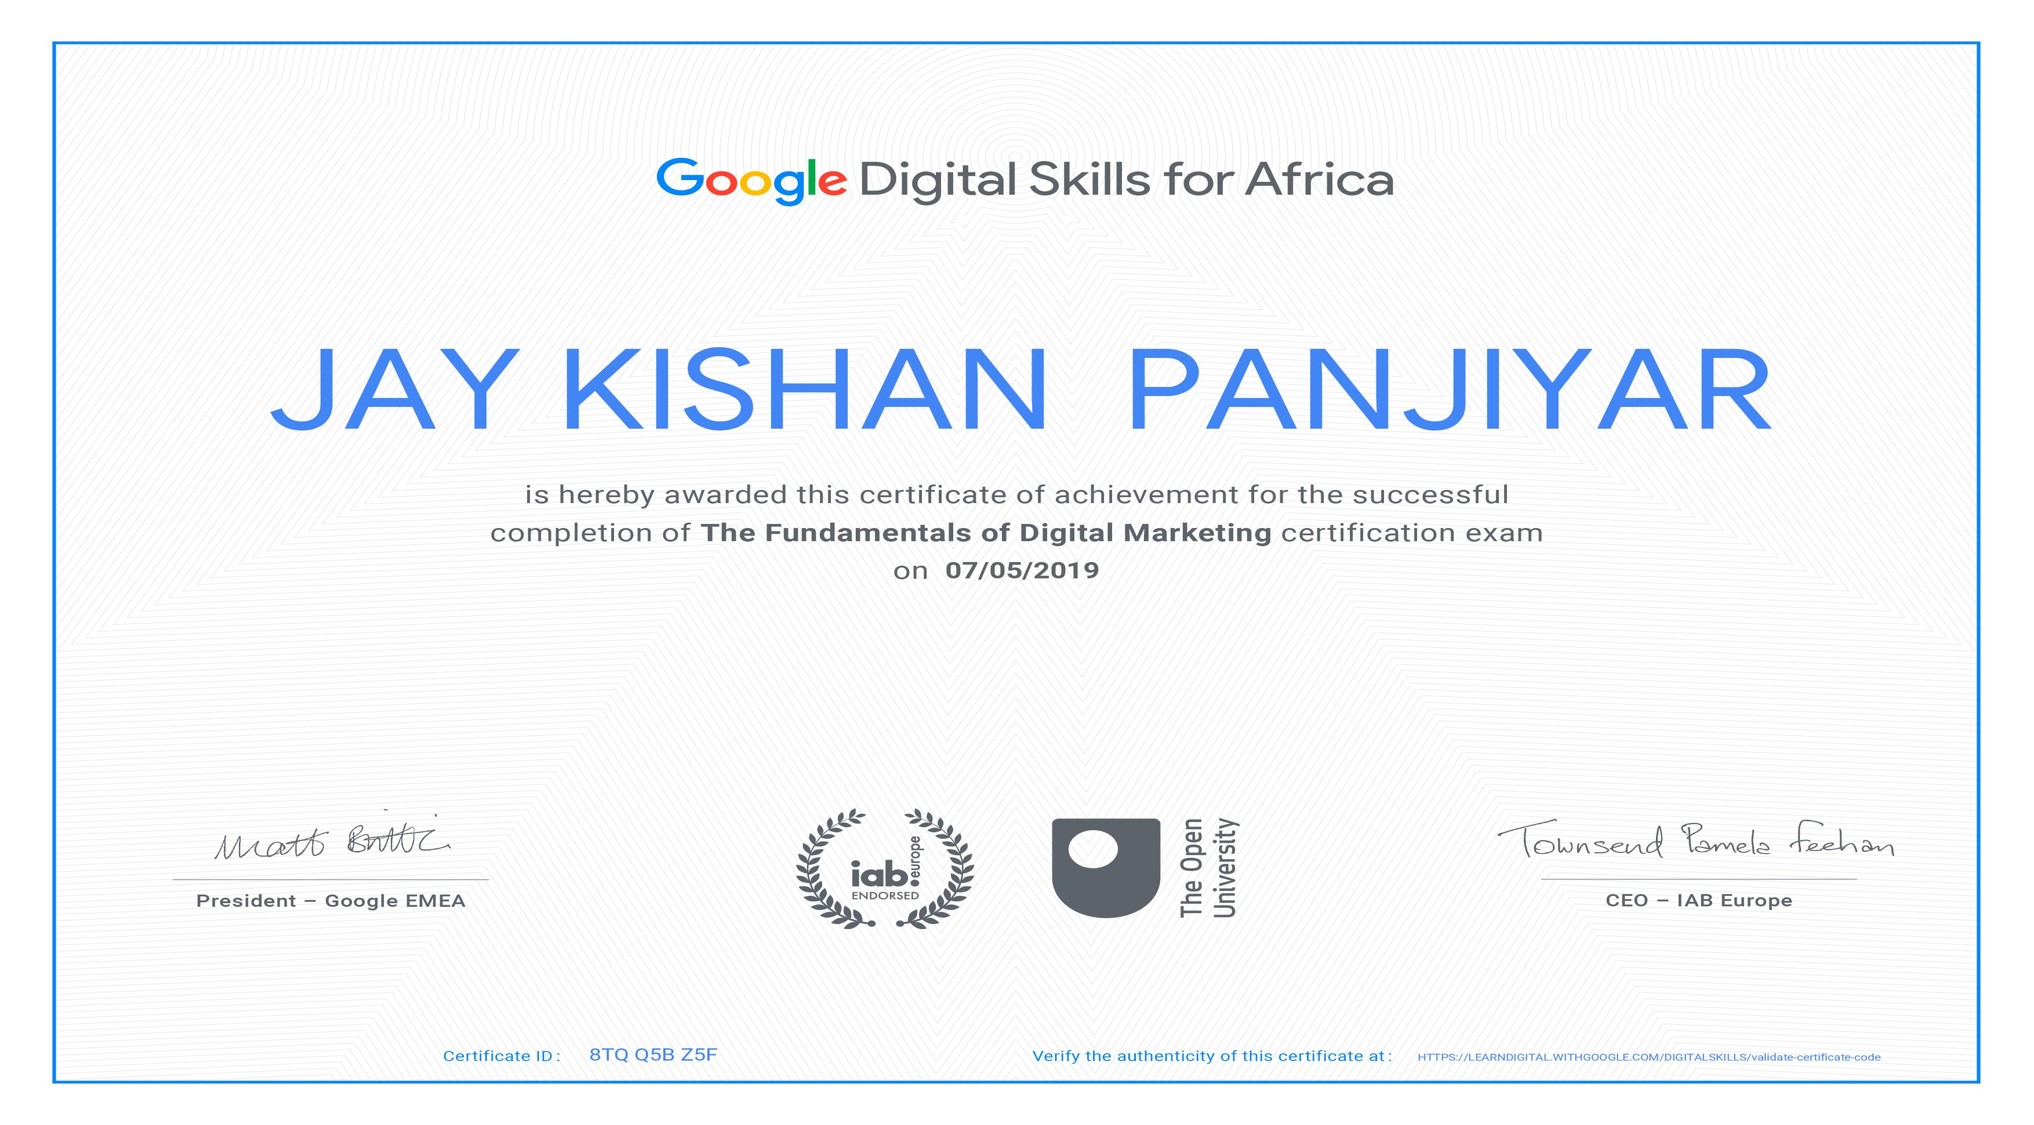 Google Digital Skills for Africa
JAY KISHAN PANJIYAR
is hereby awarded this certificate of achievement for the successful
completion of The Fundamentals of Digital Marketing certification exam
on 07/05/2019
Matt Brittin
President – Google EMEA
iab europe
ENDORSED
The Open
University
Townsend Pamela Feehan
CEO – IAB Europe
Certificate ID : 8TQ Q5B Z5F
Verify the authenticity of this certificate at : HTTPS://LEARNDIGITAL.WITHGOOGLE.COM/DIGITALSKILLS/validate-certificate-code